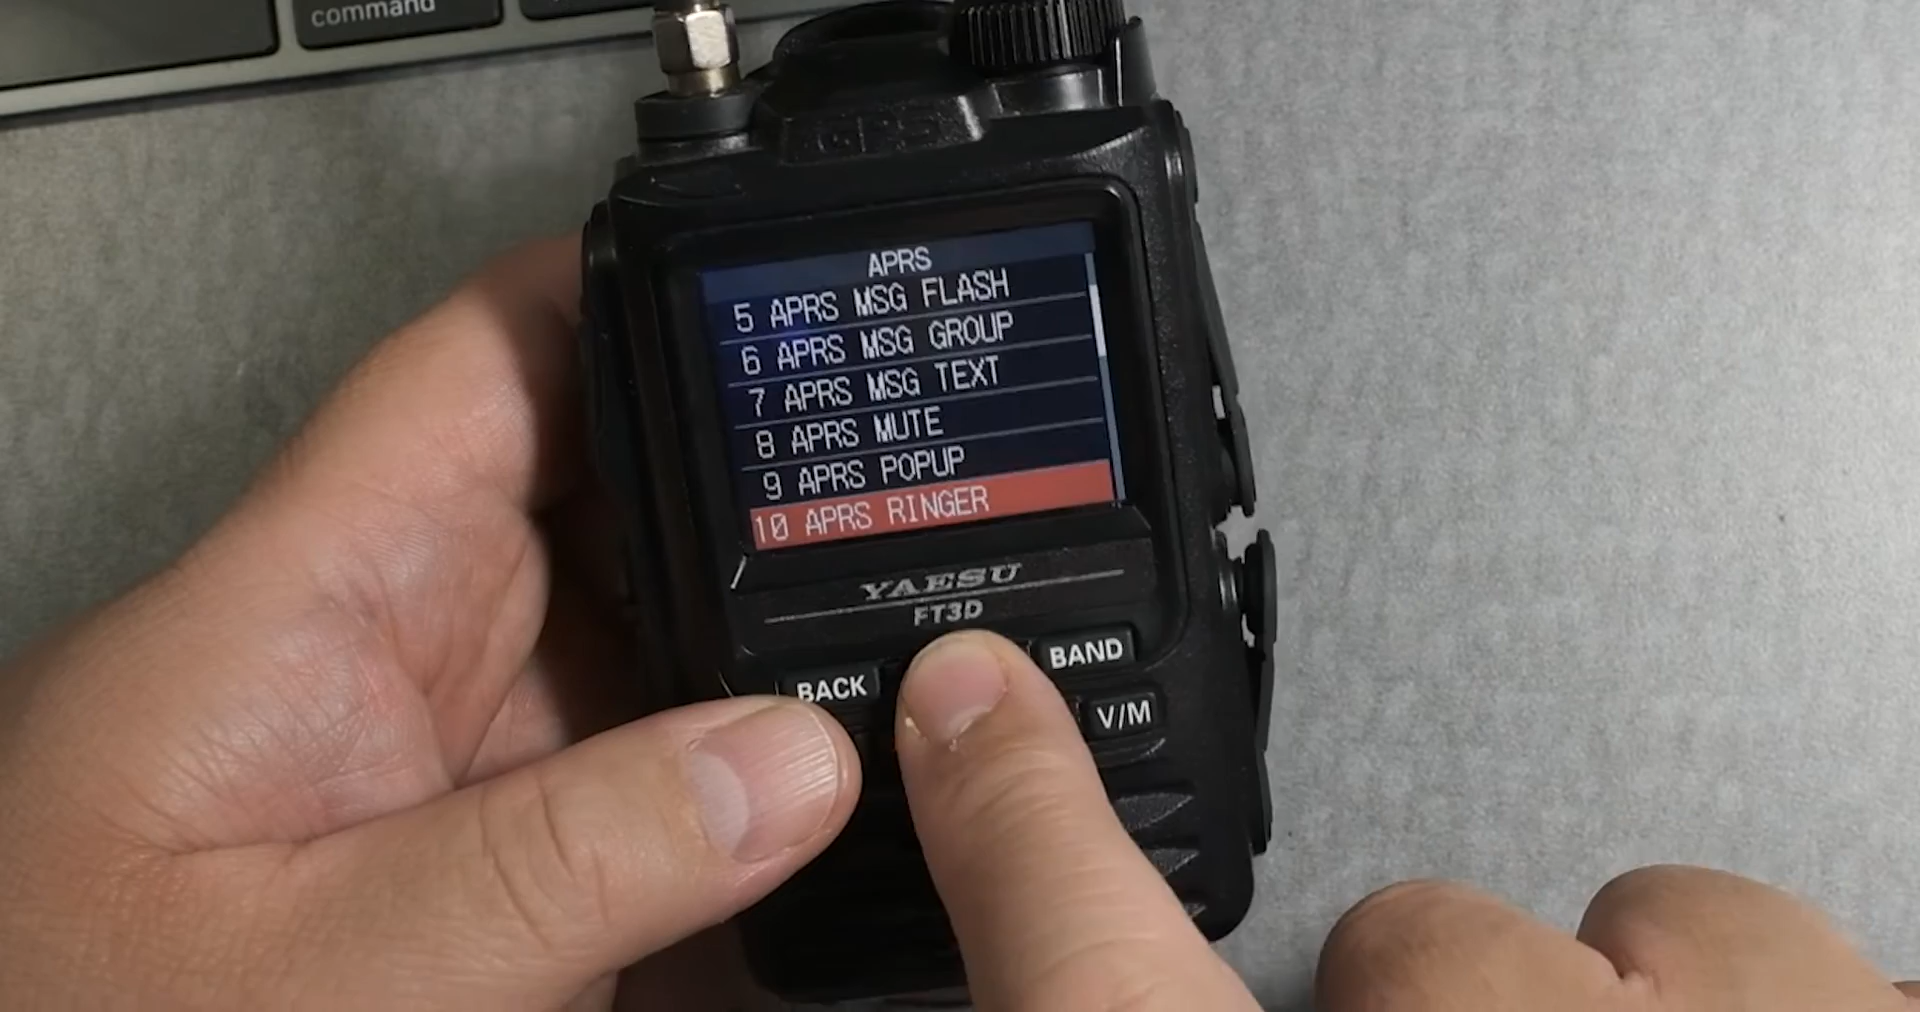 command
GPS
APRS
5 APRS MSG FLASH
6 APRS MSG GROUP
7 APRS MSG TEXT
8 APRS MUTE
9 APRS POPUP
10 APRS RINGER
YAESU
FT3D
BACK
BAND
V/M